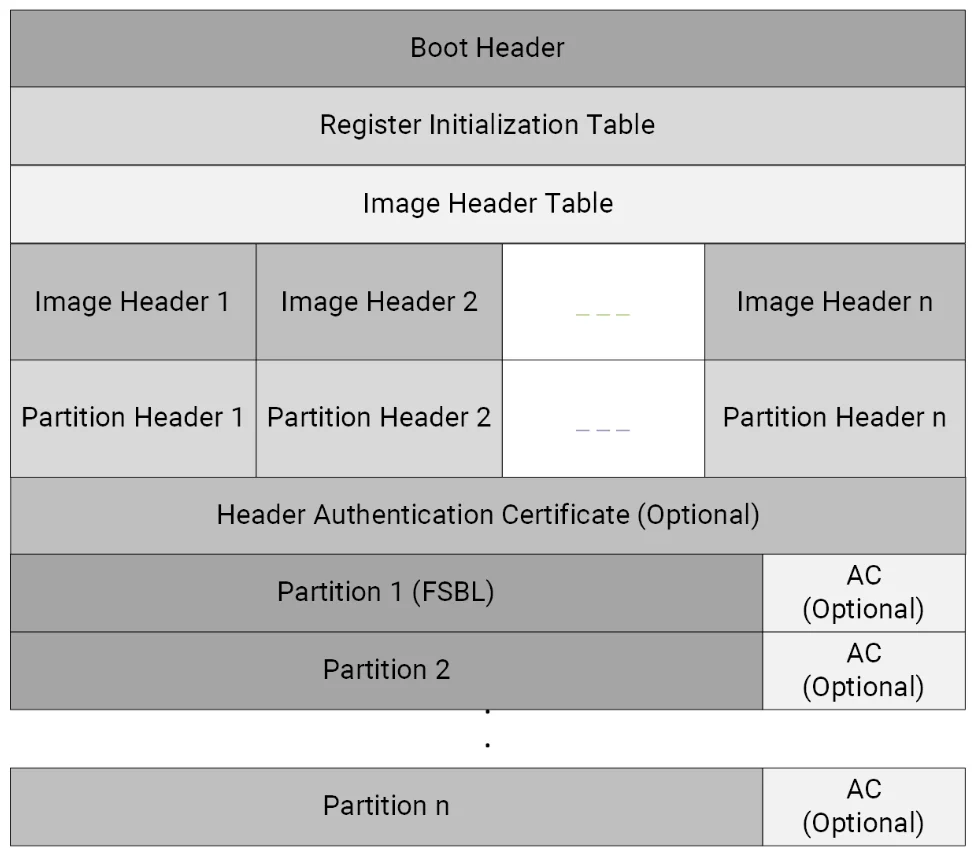 Boot Header
Register Initialization Table
Image Header Table
Image Header 1
Image Header 2
_ _ _
Image Header n
Partition Header 1
Partition Header 2
_ _ _
Partition Header n
Header Authentication Certificate (Optional)
Partition 1 (FSBL)
AC
(Optional)
Partition 2
AC
(Optional)
.
.
Partition n
AC
(Optional)